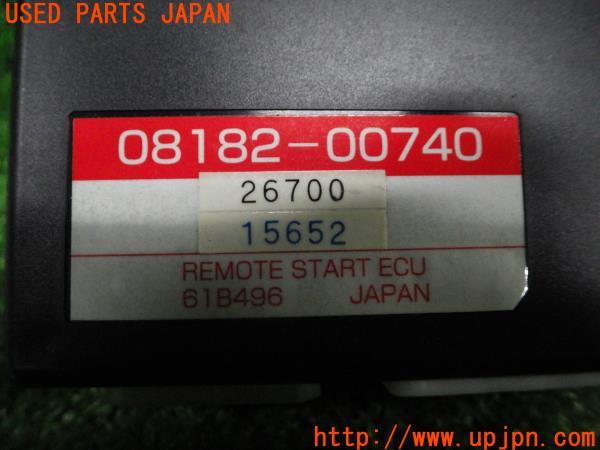 USED PARTS JAPAN
08182-00740
26700
15652
REMOTE START ECU
61B496 JAPAN
http://www.upjpn.com